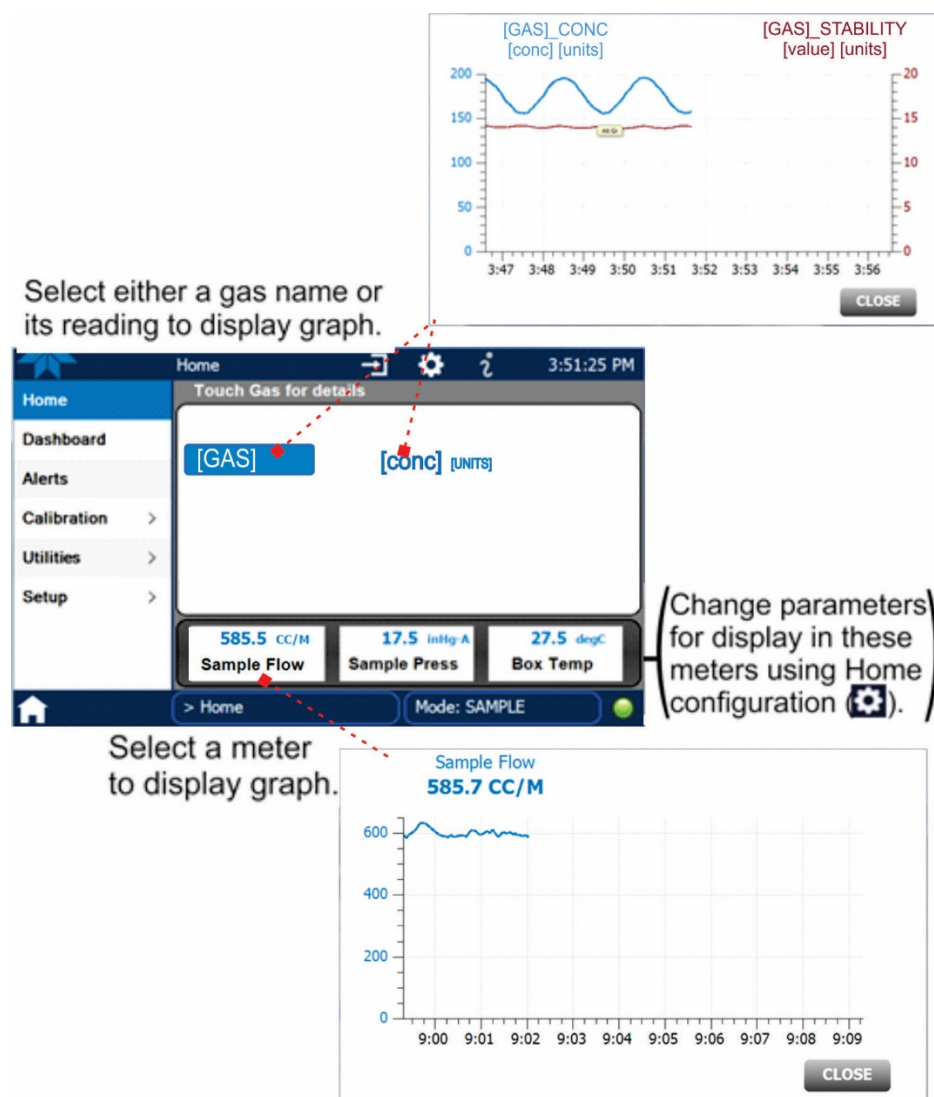 [GAS]_CONC [GAS]_STABILITY
[conc] [units] [value] [units]
200 20
150 15
Alt Gr
100 10
50 5
0 0
3:47 3:48 3:49 3:50 3:51 3:52 3:53 3:54 3:55 3:56
CLOSE
Select either a gas name or
its reading to display graph.
Home 3:51:25 PM
Home
Touch Gas for details
Dashboard
[GAS] [conc] [UNITS]
Alerts
Calibration >
Utilities >
Setup >
585.5 CC/M 17.5 inHg-A 27.5 degC
Sample Flow Sample Press Box Temp
> Home Mode: SAMPLE
Change parameters
for display in these
meters using Home
configuration ( ).
Select a meter
to display graph.
Sample Flow
585.7 CC/M
600
400
200
0
9:00 9:01 9:02 9:03 9:04 9:05 9:06 9:07 9:08 9:09
CLOSE